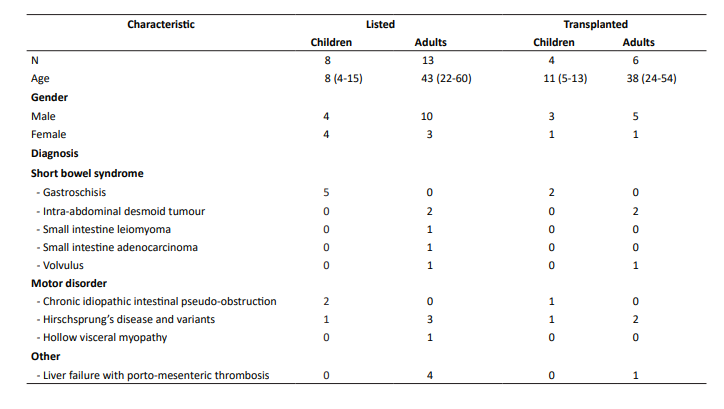 Characteristic Listed Transplanted
Children Adults Children Adults
N 8 13 4 6
Age 8 (4-15) 43 (22-60) 11 (5-13) 38 (24-54)
Gender
Male 4 10 3 5
Female 4 3 1 1
Diagnosis
Short bowel syndrome
- Gastroschisis 5 0 2 0
- Intra-abdominal desmoid tumour 0 2 0 2
- Small intestine leiomyoma 0 1 0 0
- Small intestine adenocarcinoma 0 1 0 0
- Volvulus 0 1 0 1
Motor disorder
- Chronic idiopathic intestinal pseudo-obstruction 2 0 1 0
- Hirschsprung's disease and variants 1 3 1 2
- Hollow visceral myopathy 0 1 0 0
Other
- Liver failure with porto-mesenteric thrombosis 0 4 0 1